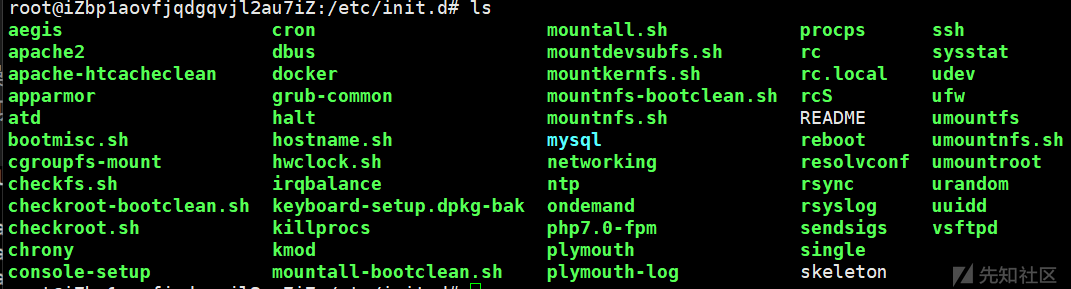 root@iZbp1aovfjqdgqvjl2au7iZ:/etc/init.d# ls
aegis cron mountall.sh procps ssh
apache2 dbus mountdevsubfs.sh rc sysstat
apache-htcacheclean docker mountkernfs.sh rc.local udev
apparmor grub-common mountnfs-bootclean.sh rcS ufw
atd halt mountnfs.sh README umountfs
bootmisc.sh hostname.sh mysql reboot umountnfs.sh
cgroupfs-mount hwclock.sh networking resolvconf umountroot
checkfs.sh irqbalance ntp rsync urandom
checkroot-bootclean.sh keyboard-setup.dpkg-bak ondemand rsyslog uuidd
checkroot.sh killprocs php7.0-fpm sendsigs vsftpd
chrony kmod plymouth single
console-setup mountall-bootclean.sh plymouth-log skeleton
先知社区